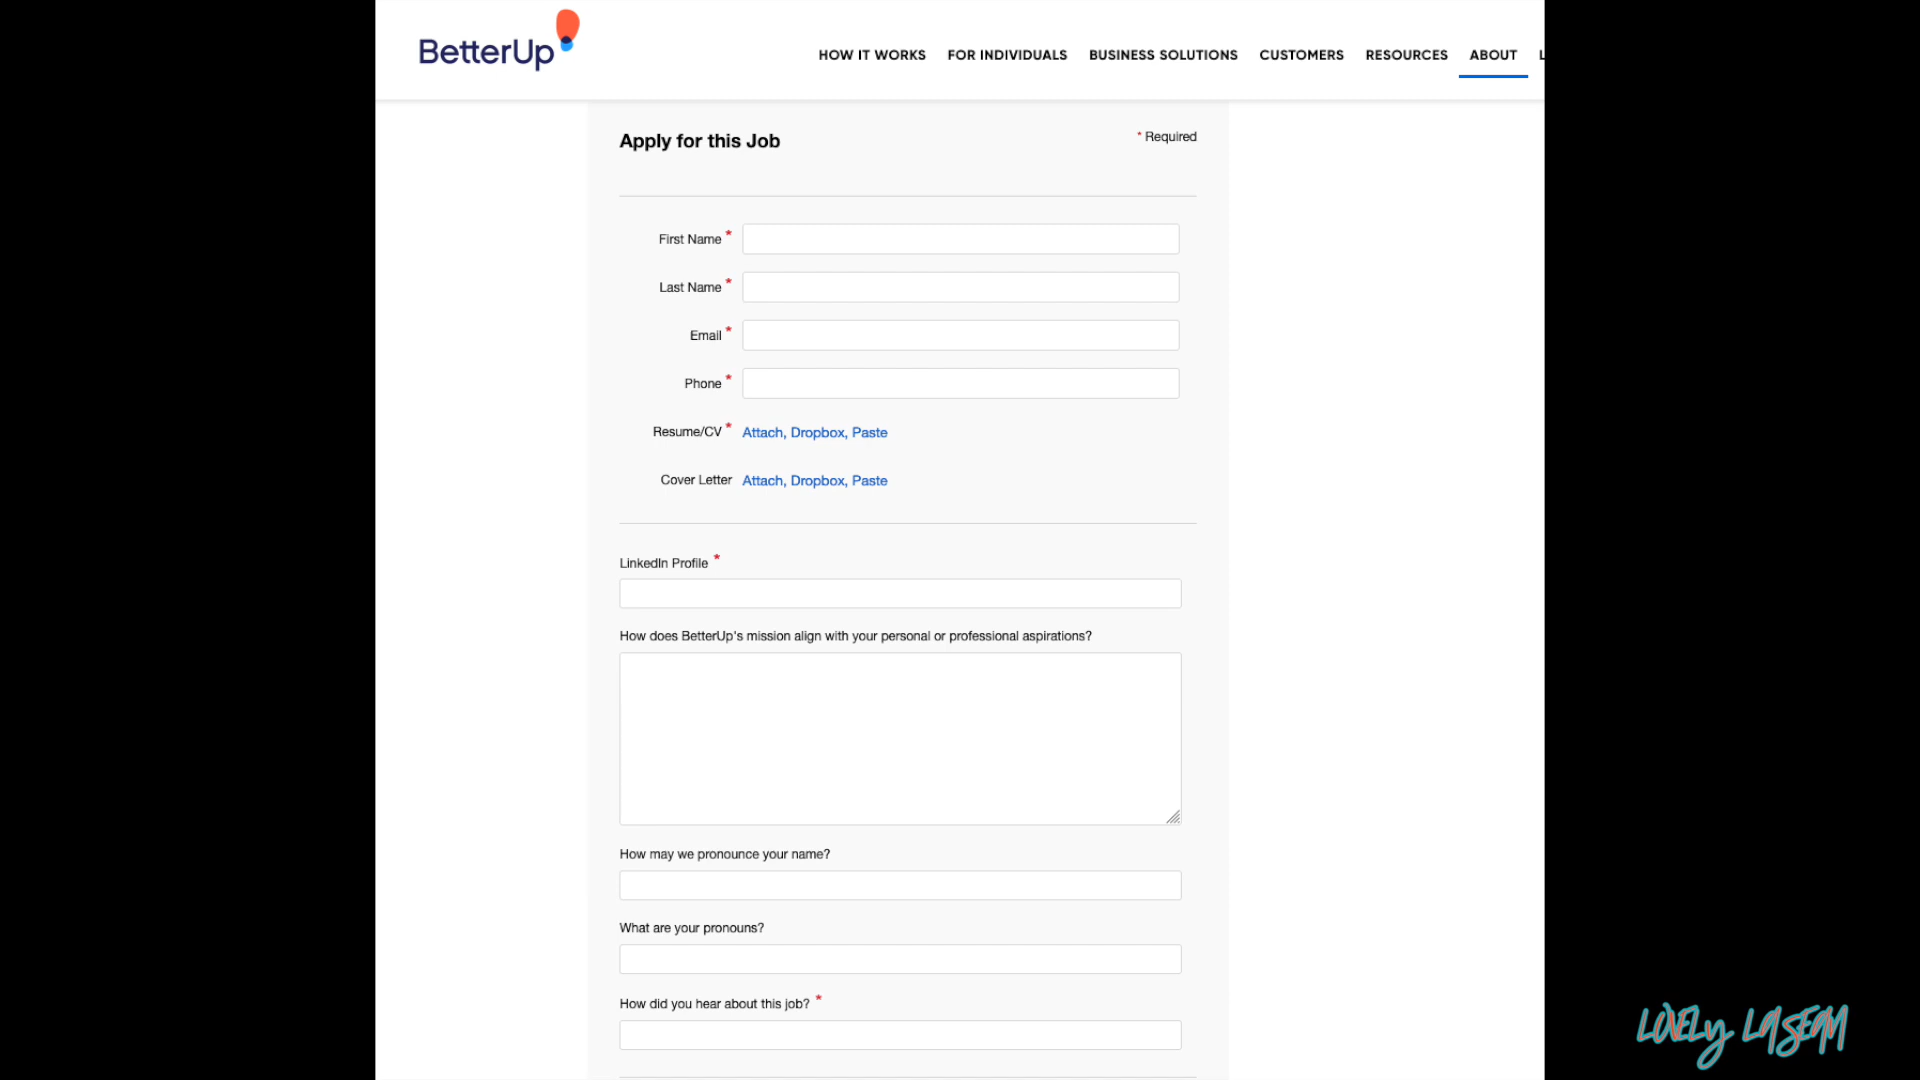 BetterUp
HOW IT WORKS FOR INDIVIDUALS BUSINESS SOLUTIONS CUSTOMERS RESOURCES ABOUT
Apply for this Job
* Required
First Name *
Last Name *
Email *
Phone *
Resume/CV * Attach, Dropbox, Paste
Cover Letter Attach, Dropbox, Paste
LinkedIn Profile *
How does BetterUp's mission align with your personal or professional aspirations?
How may we pronounce your name?
What are your pronouns?
How did you hear about this job? *
LOVELY LASEAM